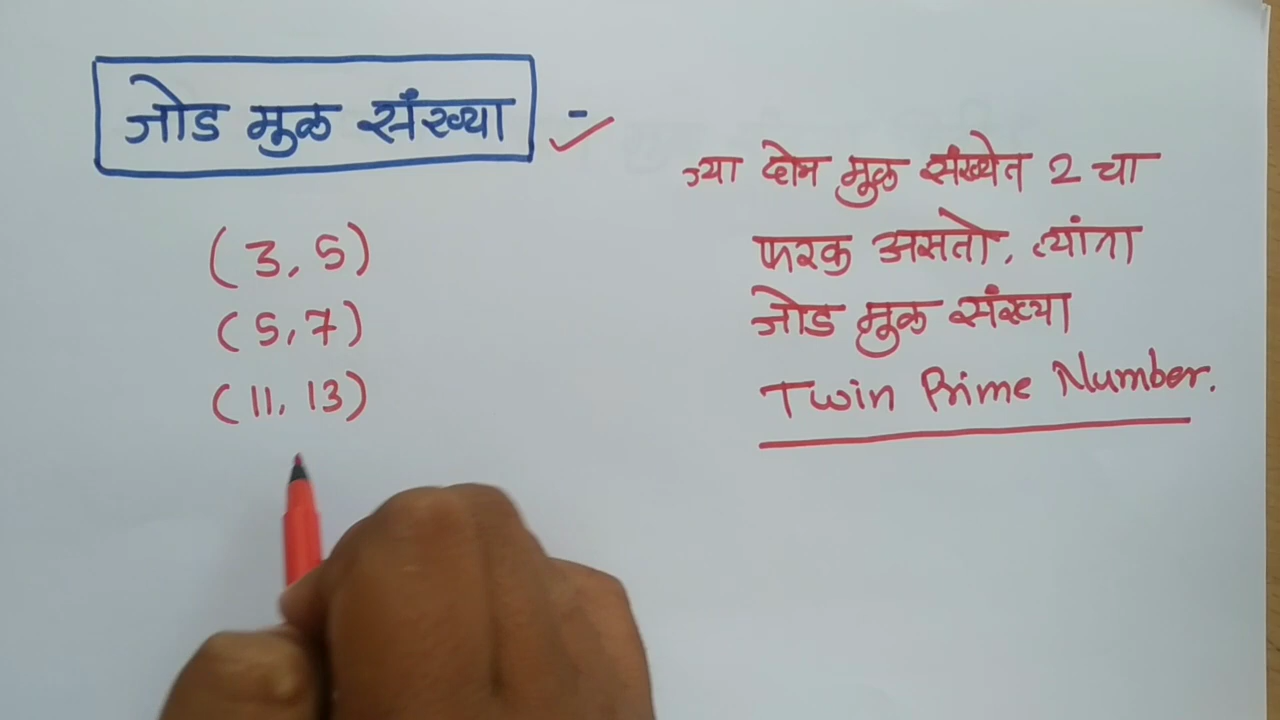 जोड मुळ संख्या -
(3, 5)
(5, 7)
(11, 13)
ज्या दोन मुळ संख्येत 2 चा
फरक असतो, त्यांना
जोड मुळ संख्या
Twin Prime Number.